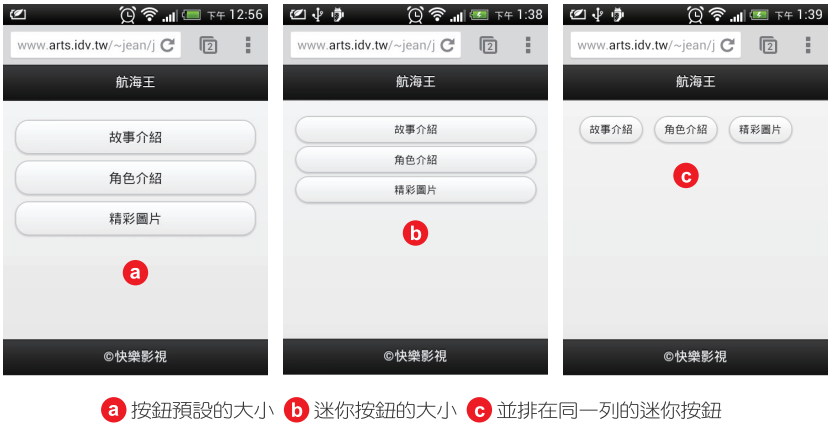 下午 12:56
www.arts.idv.tw/~jean/j
2
航海王
故事介紹
角色介紹
精彩圖片
a
©快樂影視
下午 1:38
www.arts.idv.tw/~jean/j
2
航海王
故事介紹
角色介紹
精彩圖片
b
©快樂影視
下午 1:39
www.arts.idv.tw/~jean/j
2
航海王
故事介紹 角色介紹 精彩圖片
c
©快樂影視
a 按鈕預設的大小 b 迷你按鈕的大小 c 並排在同一列的迷你按鈕